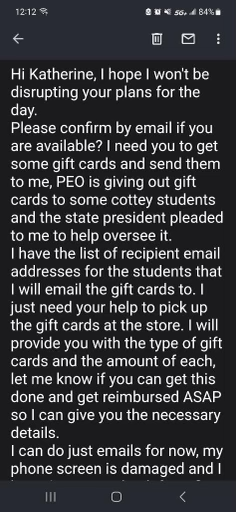 12:12
5G 84%
Hi Katherine, I hope I won't be
disrupting your plans for the
day.
Please confirm by email if you
are available? I need you to get
some gift cards and send them
to me, PEO is giving out gift
cards to some cottey students
and the state president pleaded
to me to help oversee it.
I have the list of recipient email
addresses for the students that
I will email the gift cards to. I
just need your help to pick up
the gift cards at the store. I will
provide you with the type of gift
cards and the amount of each,
let me know if you can get this
done and get reimbursed ASAP
so I can give you the necessary
details.
I can do just emails for now, my
phone screen is damaged and I